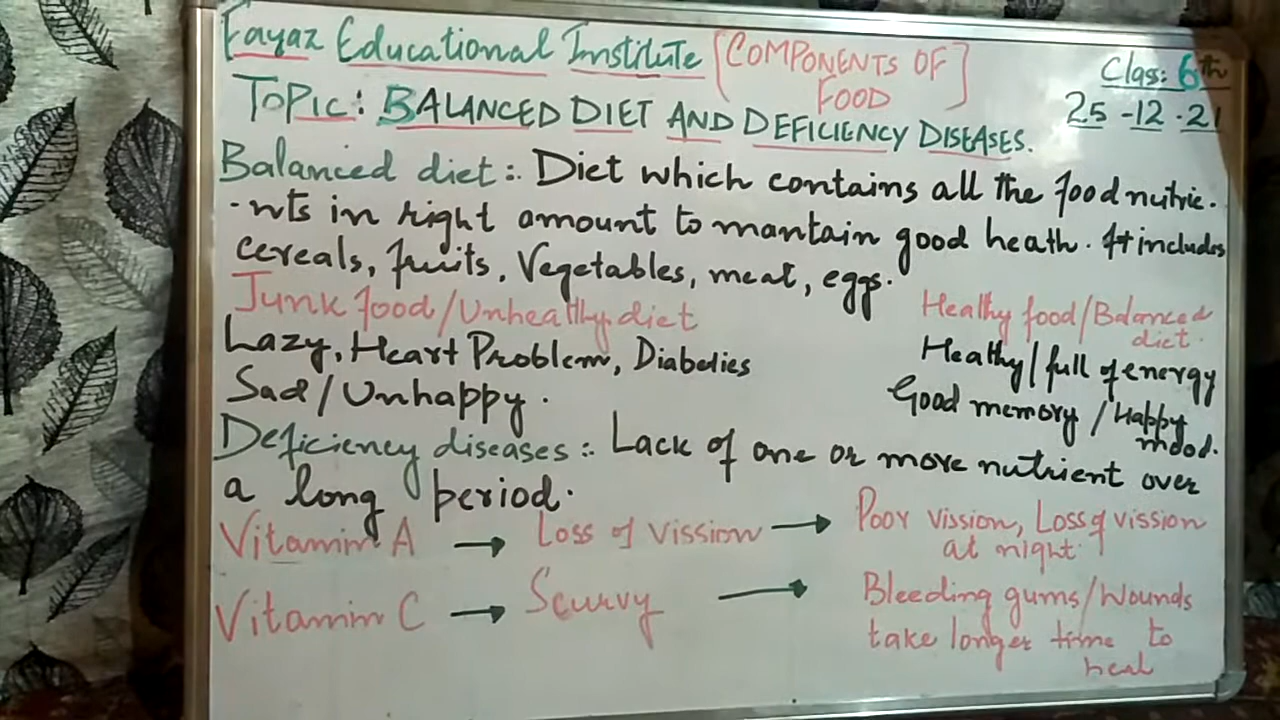 Fayaz Educational Institute [COMPONENTS OF FOOD] Class: 6th
TOPIC: BALANCED DIET AND DEFICIENCY DISEASES. 25-12-21
Balanced diet:. Diet which contains all the food nutrie.
-nts in right amount to mantain good heath. It includes
cereals, fruits, Vegetables, meat, eggs.
Junk food/Unhealthy diet Healthy food/Balanced diet.
Lazy, Heart Problem, Diabeties Healthy/full of energy
Sad/Unhappy. Good memory/Happy mood.
Deficiency diseases:. Lack of one or more nutrient over
a long period.
Vitamin A → Loss of vission → Poor vission, Loss of vission at night.
Vitamin C → Scurvy → Bleeding gums/Wounds take longer time to heal